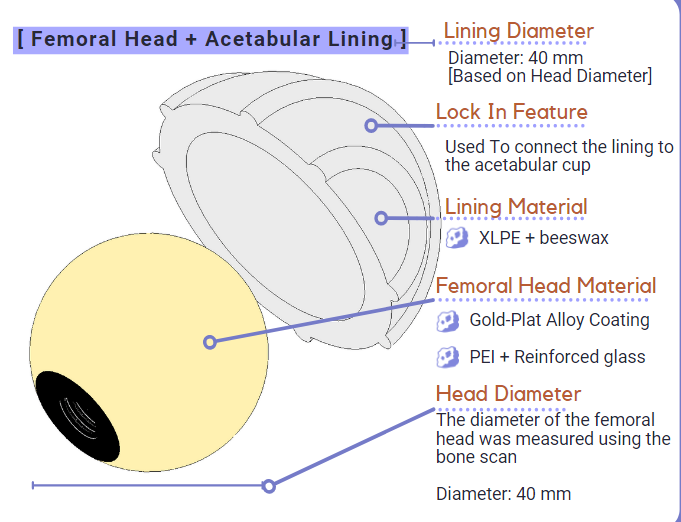 [ Femoral Head + Acetabular Lining ]
Lining Diameter
Diameter: 40 mm
[Based on Head Diameter]
Lock In Feature
Used To connect the lining to
the acetabular cup
Lining Material
XLPE + beeswax
Femoral Head Material
Gold-Plat Alloy Coating
PEI + Reinforced glass
Head Diameter
The diameter of the femoral
head was measured using the
bone scan
Diameter: 40 mm